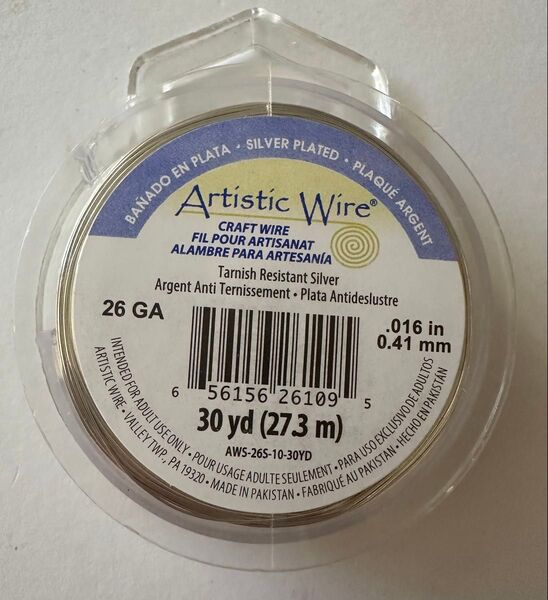 BAÑADO EN PLATA • SILVER PLATED • PLAQUÉ ARGENT
Artistic Wire®
CRAFT WIRE
FIL POUR ARTISANAT
ALAMBRE PARA ARTESANÍA
Tarnish Resistant Silver
Argent Anti Ternissement • Plata Antideslustre
26 GA
.016 in
0.41 mm
6 56156 26109 5
30 yd (27.3 m)
AWS-26S-10-30YD
INTENDED FOR ADULT USE ONLY • POUR USAGE ADULTE SEULEMENT • PARA USO EXCLUSIVO DE ADULTOS
ARTISTIC WIRE • VALLEY TWP., PA 19320 • MADE IN PAKISTAN • FABRIQUÉ AU PAKISTAN • HECHO EN PAKISTÁN